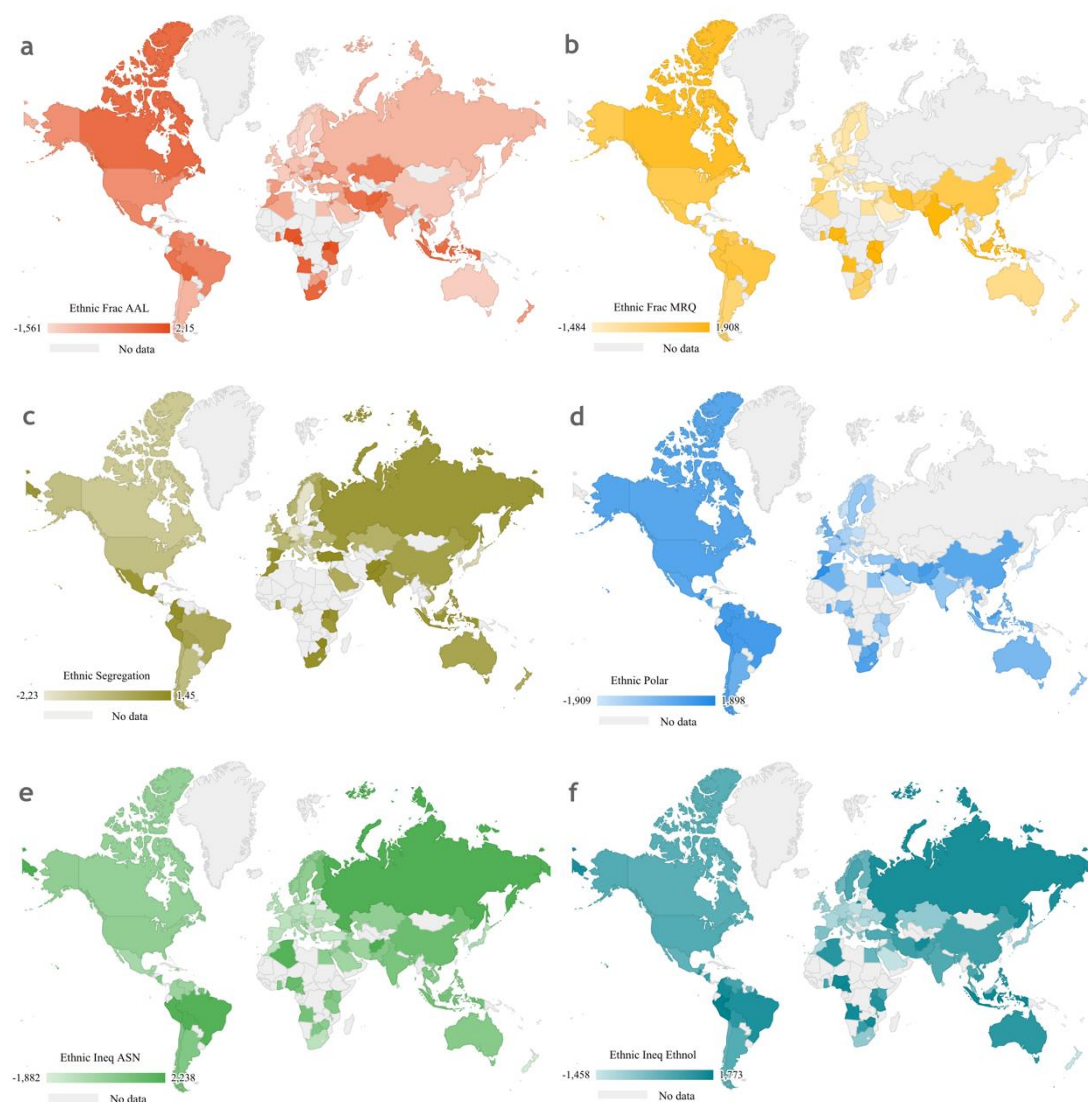 a
b
Ethnic Frac AAL
-1,561 2,15
No data
Ethnic Frac MRQ
-1,484 1,908
No data
c
d
Ethnic Segregation
-2,23 1,45
No data
Ethnic Polar
-1,909 1,898
No data
e
f
Ethnic Ineq ASN
-1,882 2,238
No data
Ethnic Ineq Ethnol
-1,458 1,773
No data